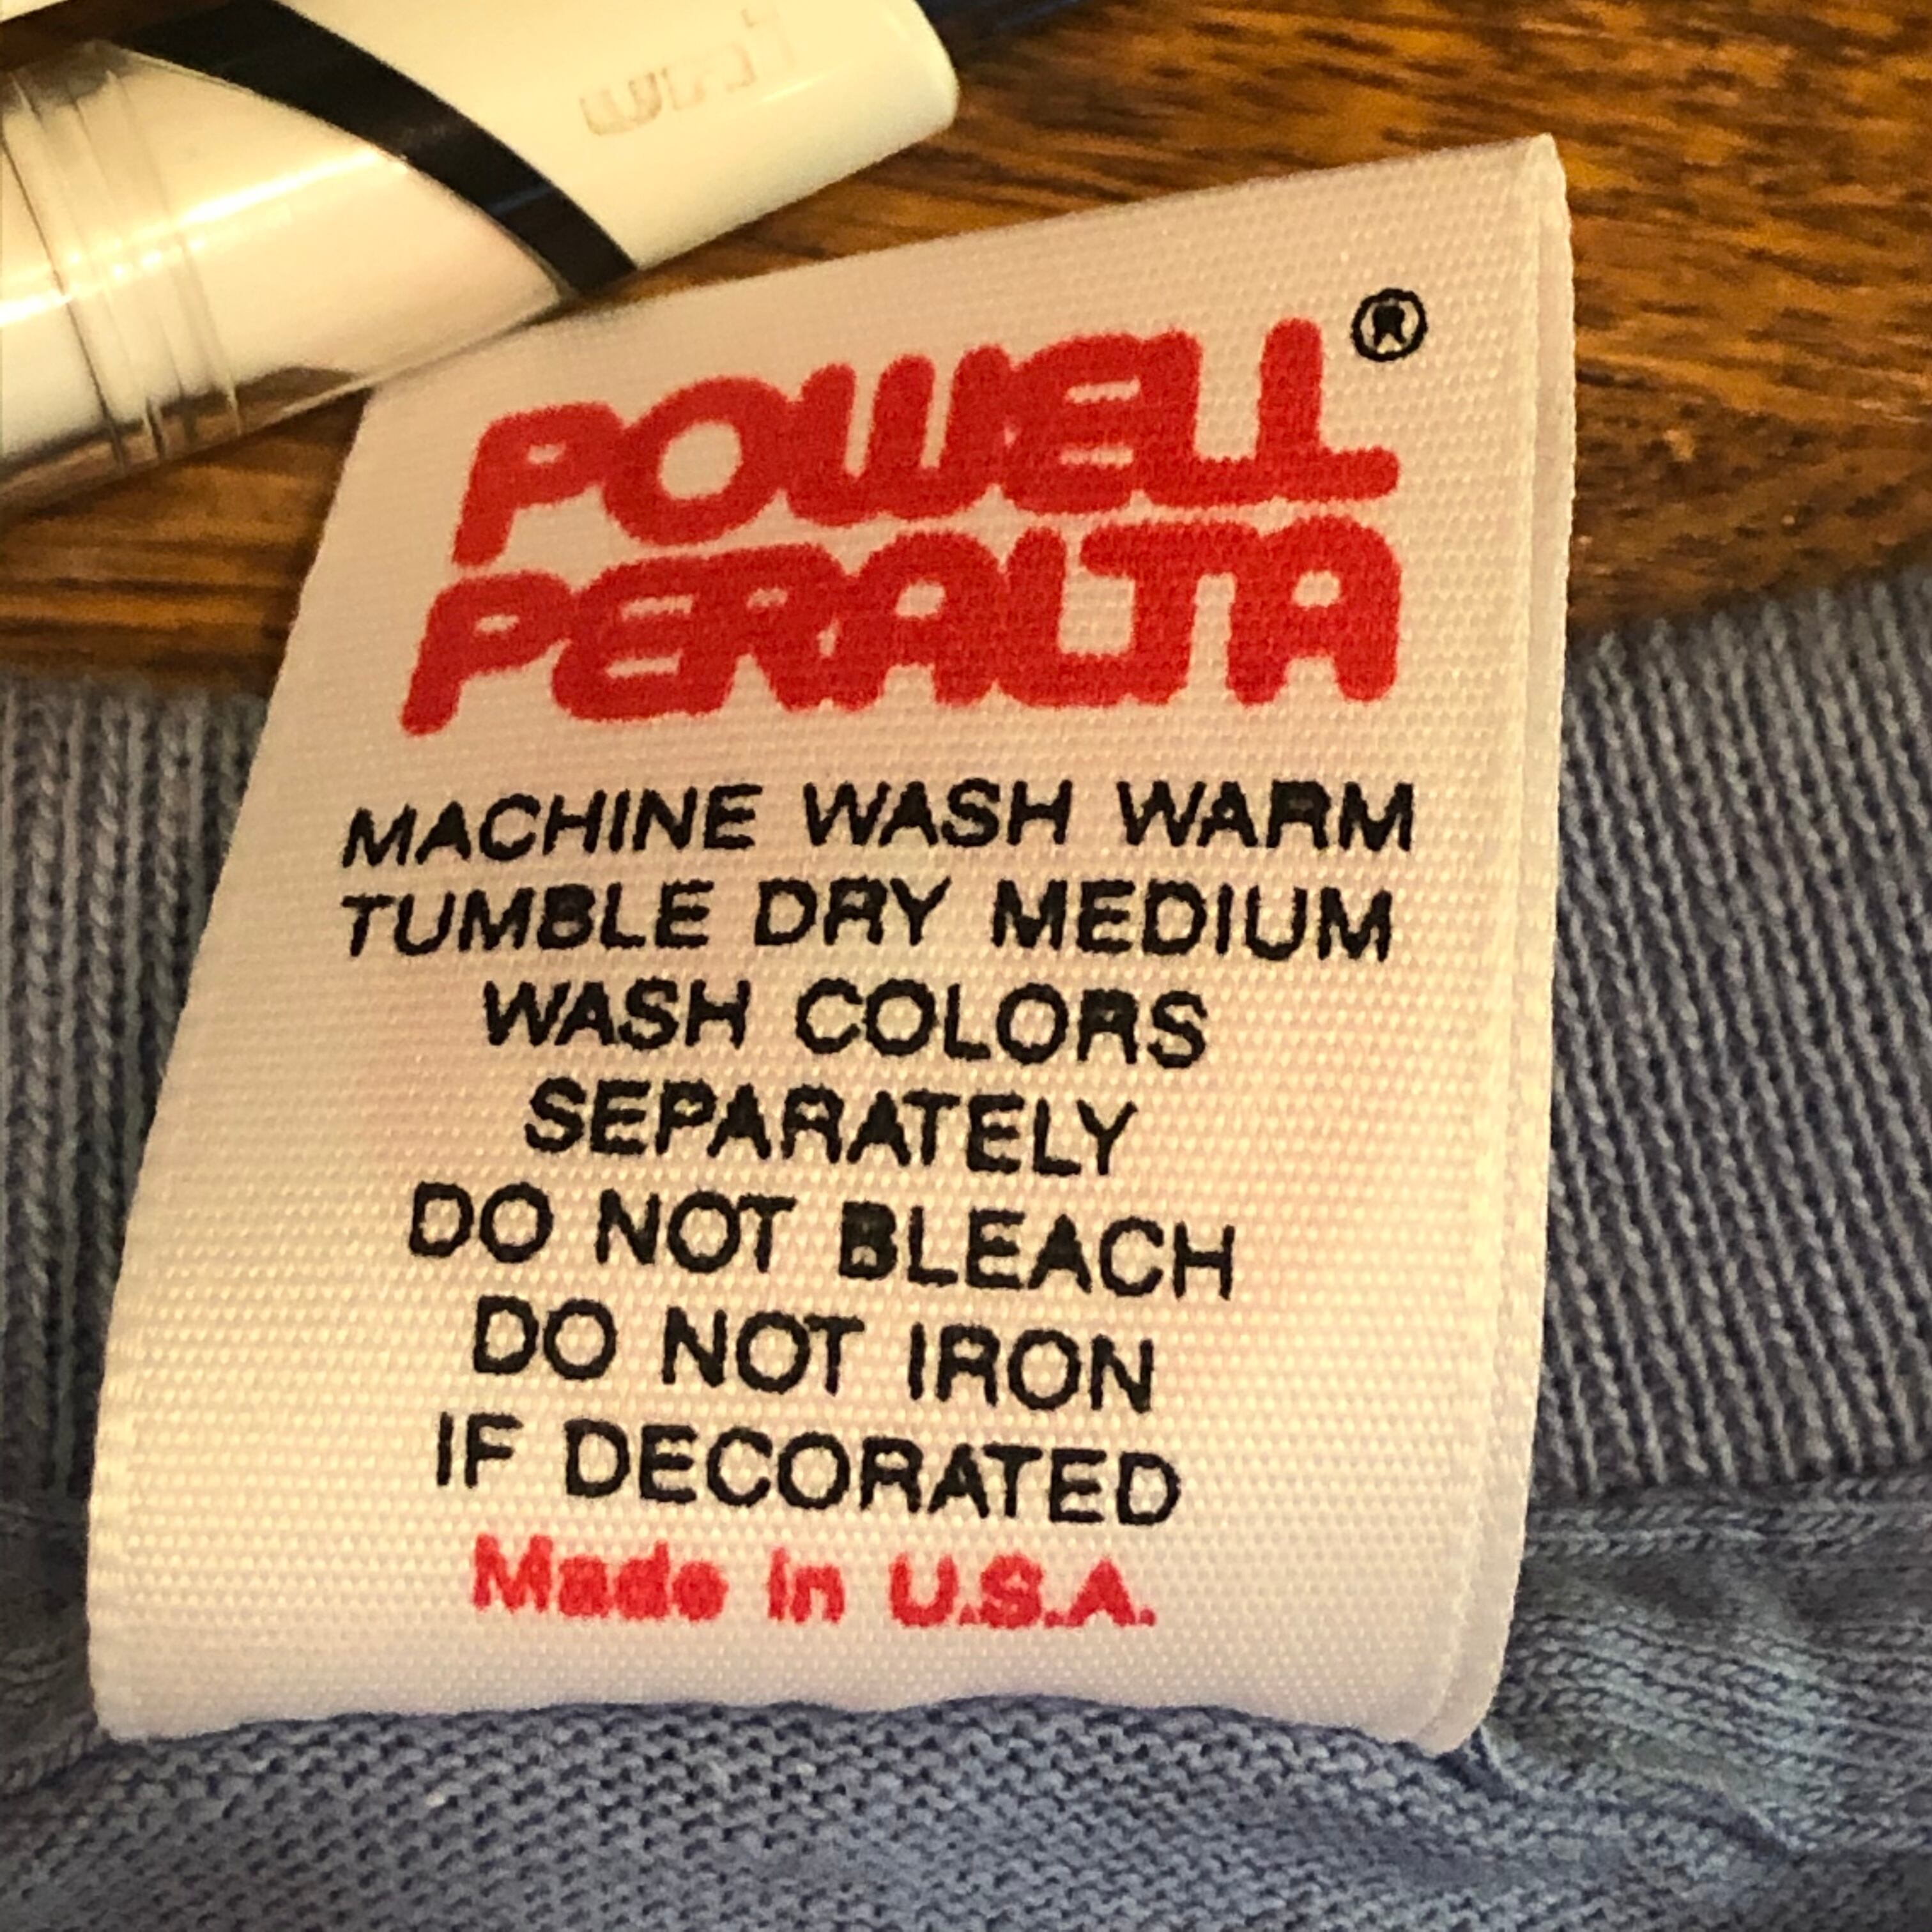 POWELL ®
PERALTA
MACHINE WASH WARM
TUMBLE DRY MEDIUM
WASH COLORS
SEPARATELY
DO NOT BLEACH
DO NOT IRON
IF DECORATED
Made in U.S.A.